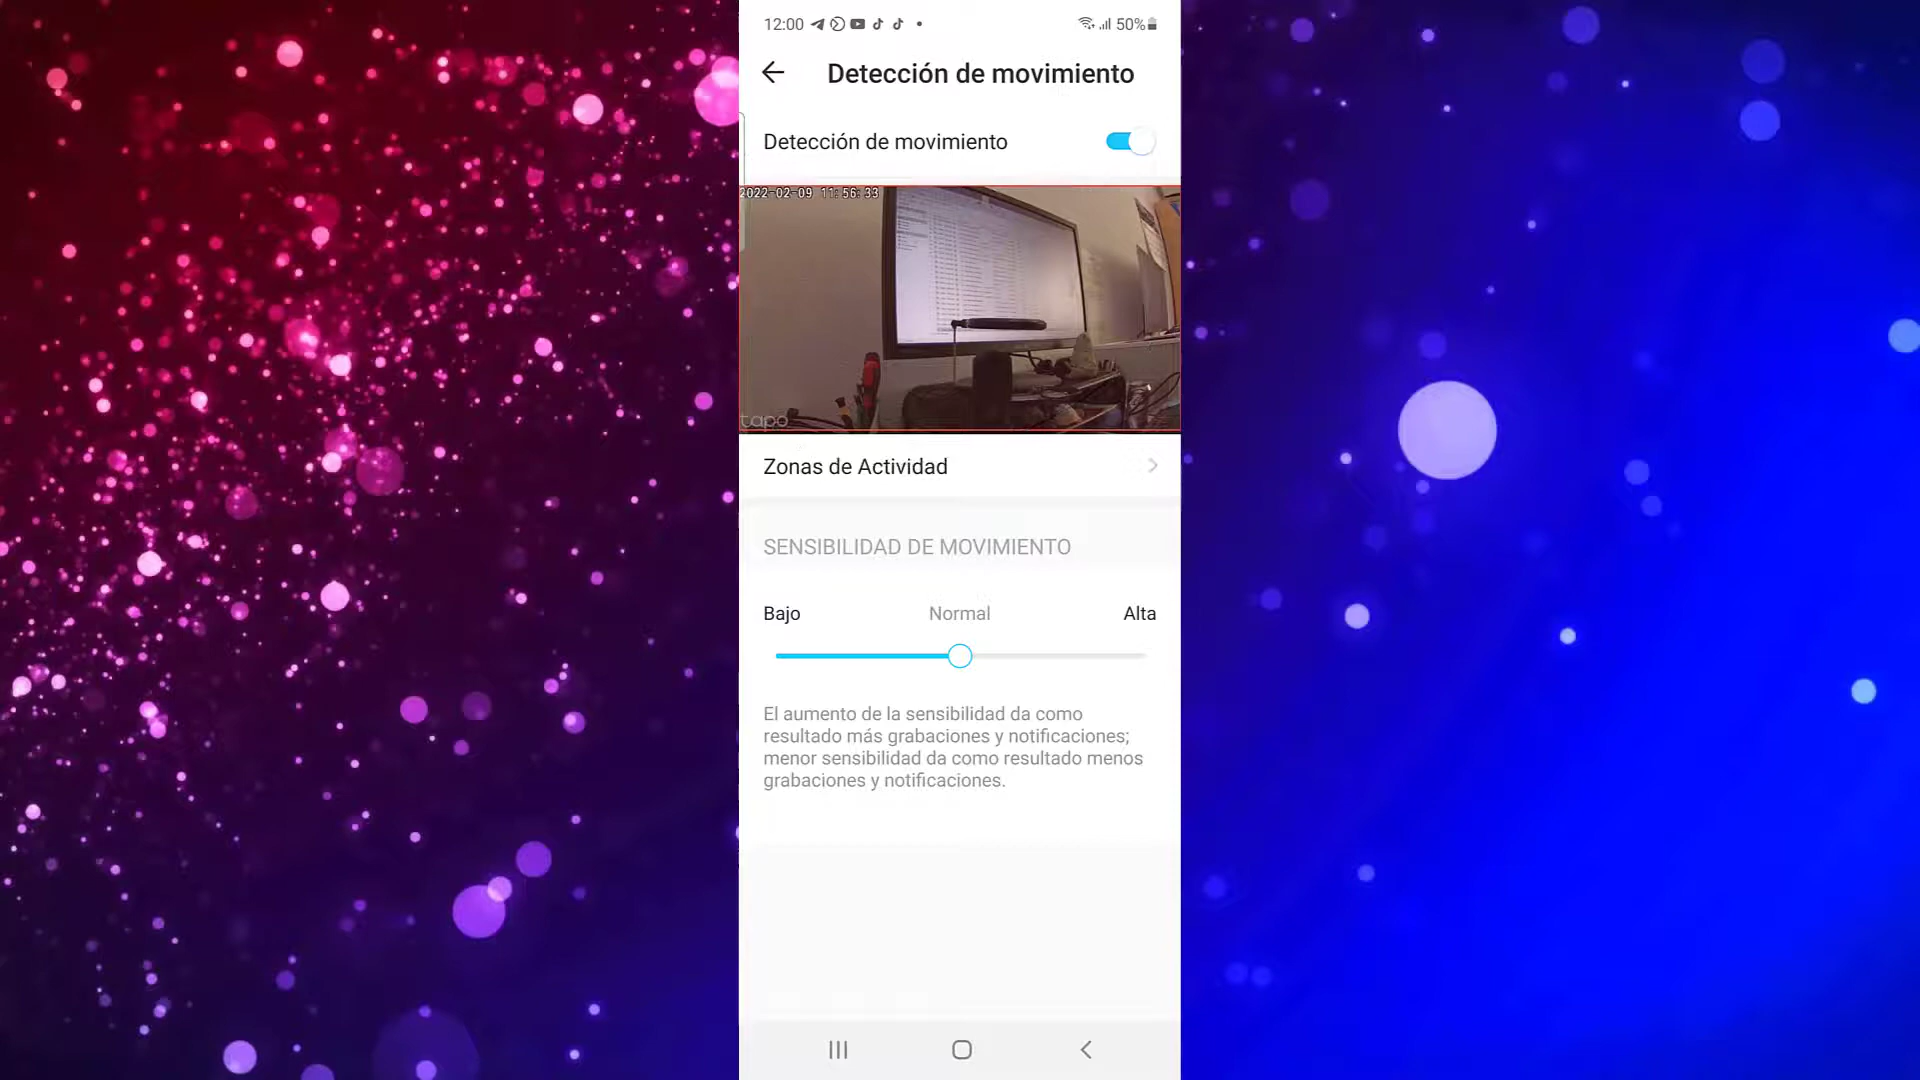 12:00 50%
Detección de movimiento
Detección de movimiento
2022-02-09 11:56:33
tapo
Zonas de Actividad
SENSIBILIDAD DE MOVIMIENTO
Bajo Normal Alta
El aumento de la sensibilidad da como
resultado más grabaciones y notificaciones;
menor sensibilidad da como resultado menos
grabaciones y notificaciones.